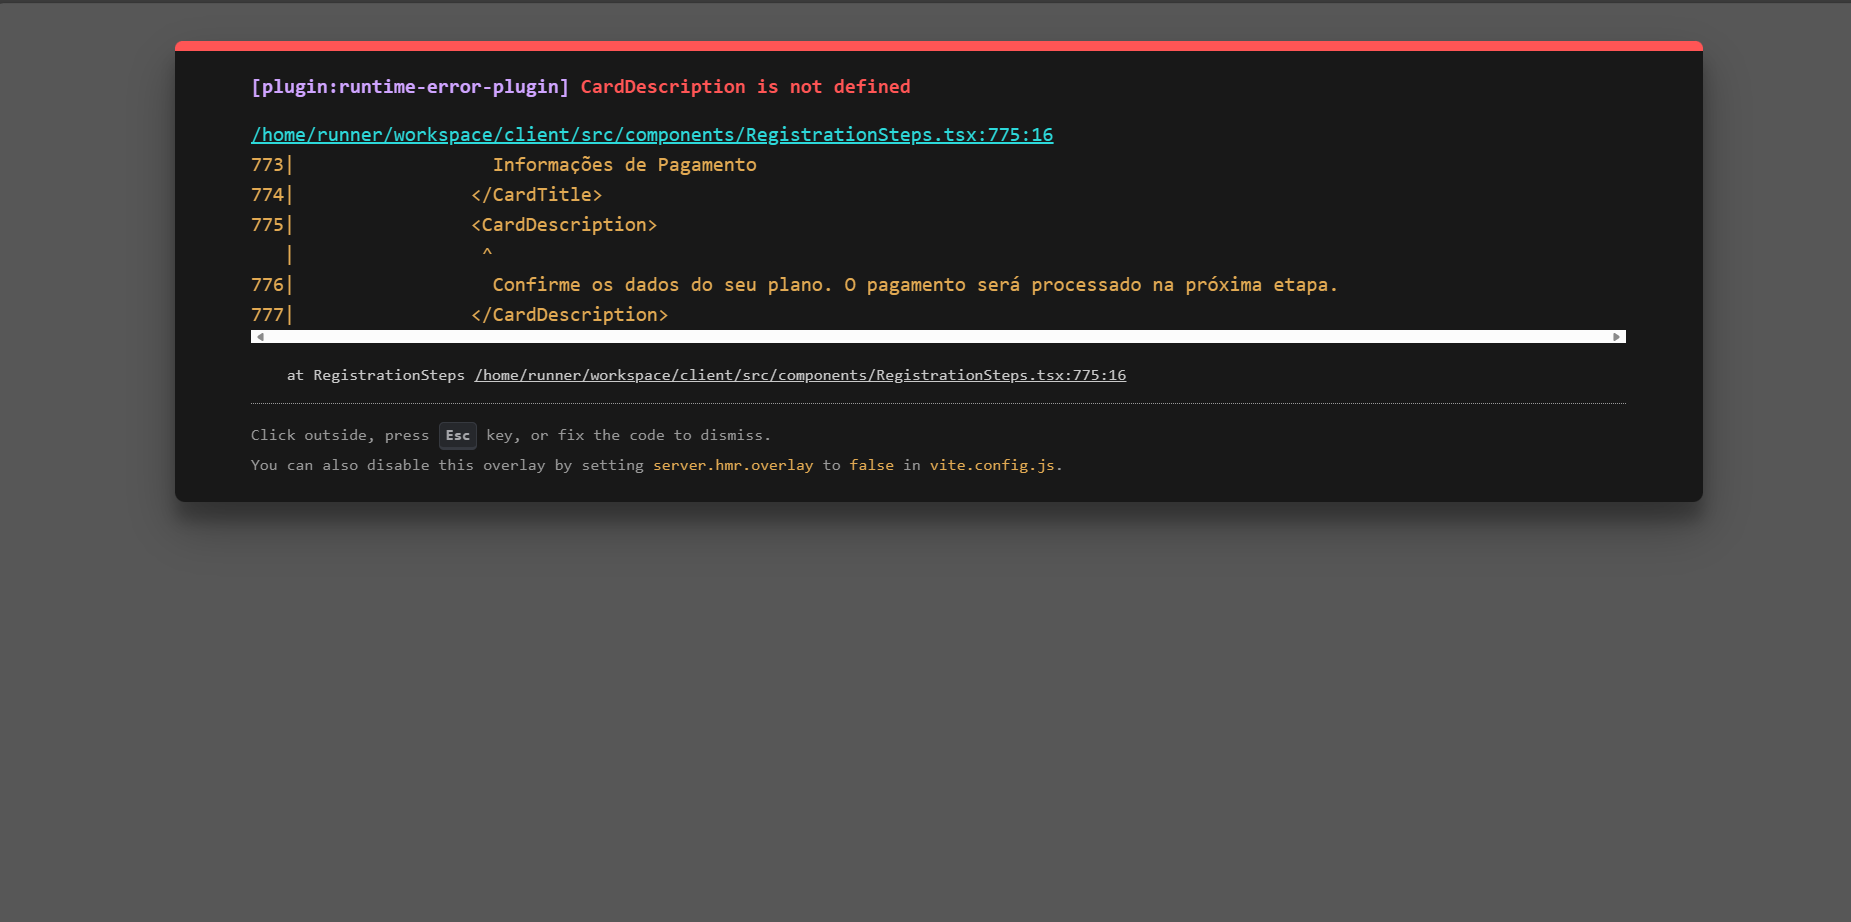 [plugin:runtime-error-plugin] CardDescription is not defined
/home/runner/workspace/client/src/components/RegistrationSteps.tsx:775:16
773|                  Informações de Pagamento
774|                </CardTitle>
775|                <CardDescription>
   |                 ^
776|                  Confirme os dados do seu plano. O pagamento será processado na próxima etapa.
777|                </CardDescription>
at RegistrationSteps /home/runner/workspace/client/src/components/RegistrationSteps.tsx:775:16
Click outside, press Esc key, or fix the code to dismiss.
You can also disable this overlay by setting server.hmr.overlay to false in vite.config.js.